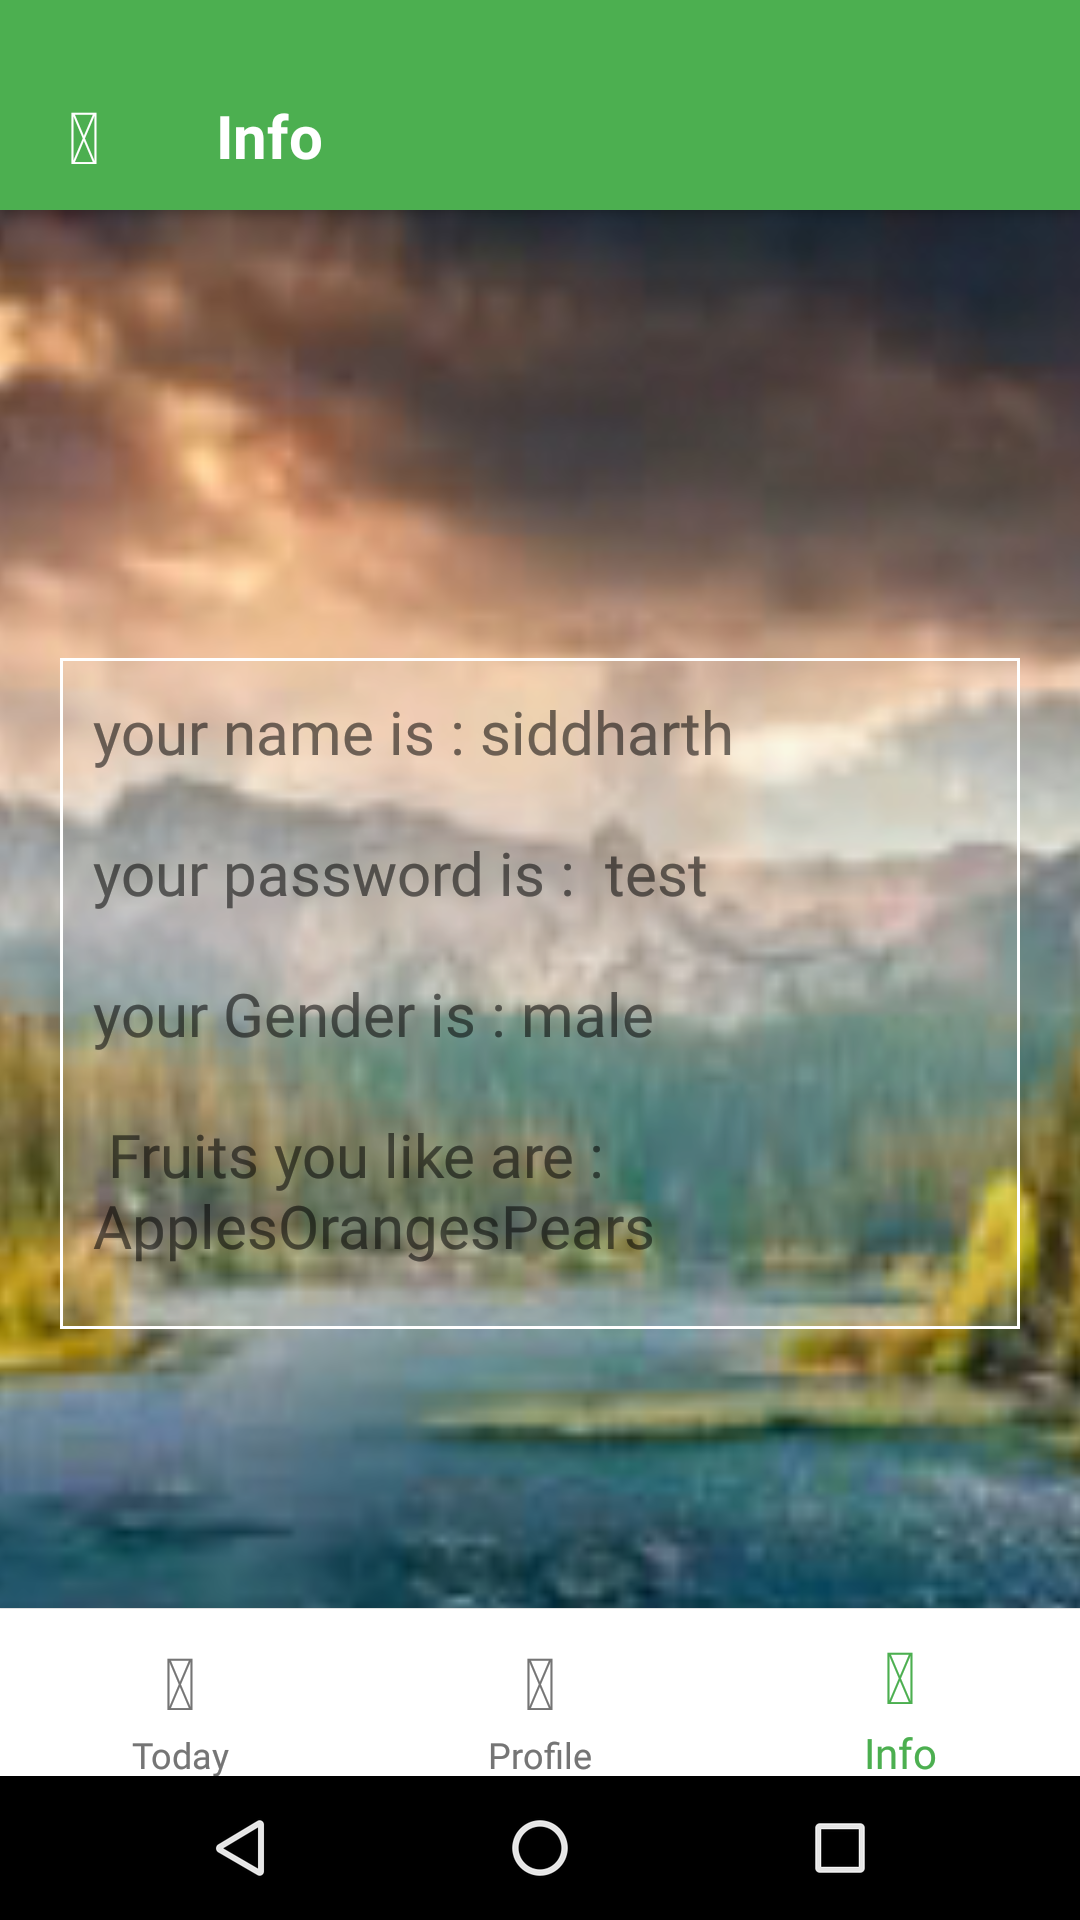 Info
your name is : siddharth
your password is :  test
your Gender is : male
Fruits you like are :
ApplesOrangesPears
Today
Profile
Info